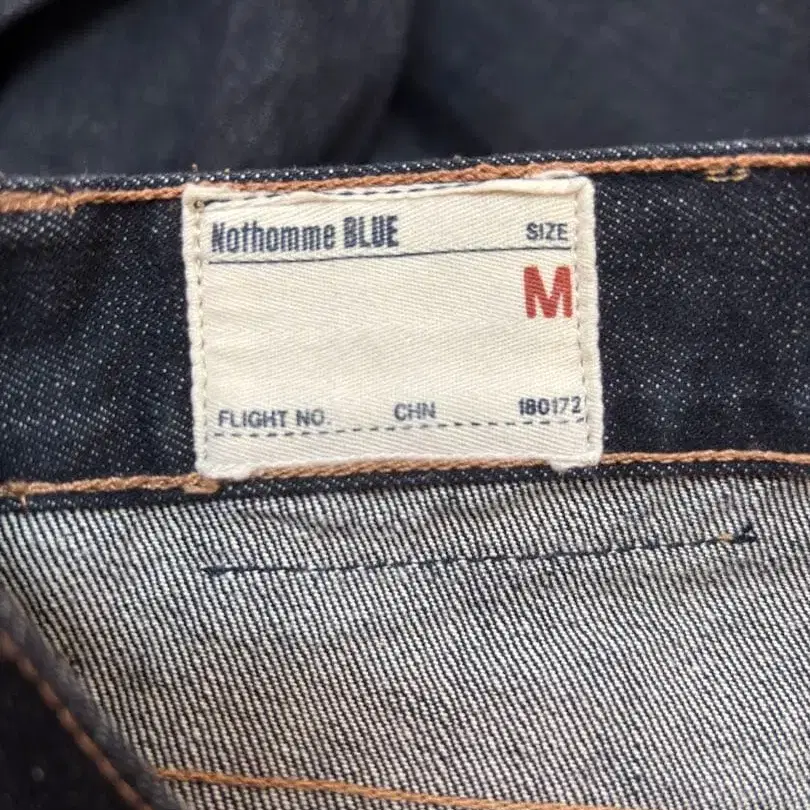 Nothomme BLUE SIZE
M
FLIGHT NO. CHN 180172